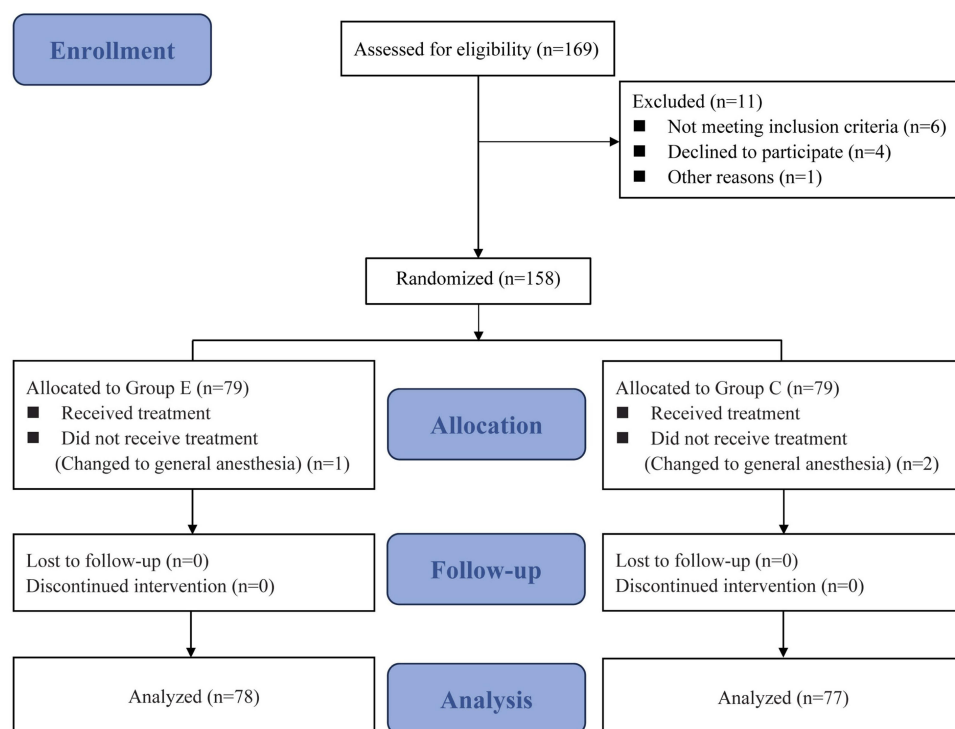 Enrollment
Assessed for eligibility (n=169)
Excluded (n=11)
■ Not meeting inclusion criteria (n=6)
■ Declined to participate (n=4)
■ Other reasons (n=1)
Randomized (n=158)
Allocated to Group E (n=79)
■ Received treatment
■ Did not receive treatment
(Changed to general anesthesia) (n=1)
Allocation
Allocated to Group C (n=79)
■ Received treatment
■ Did not receive treatment
(Changed to general anesthesia) (n=2)
Lost to follow-up (n=0)
Discontinued intervention (n=0)
Follow-up
Lost to follow-up (n=0)
Discontinued intervention (n=0)
Analyzed (n=78)
Analysis
Analyzed (n=77)